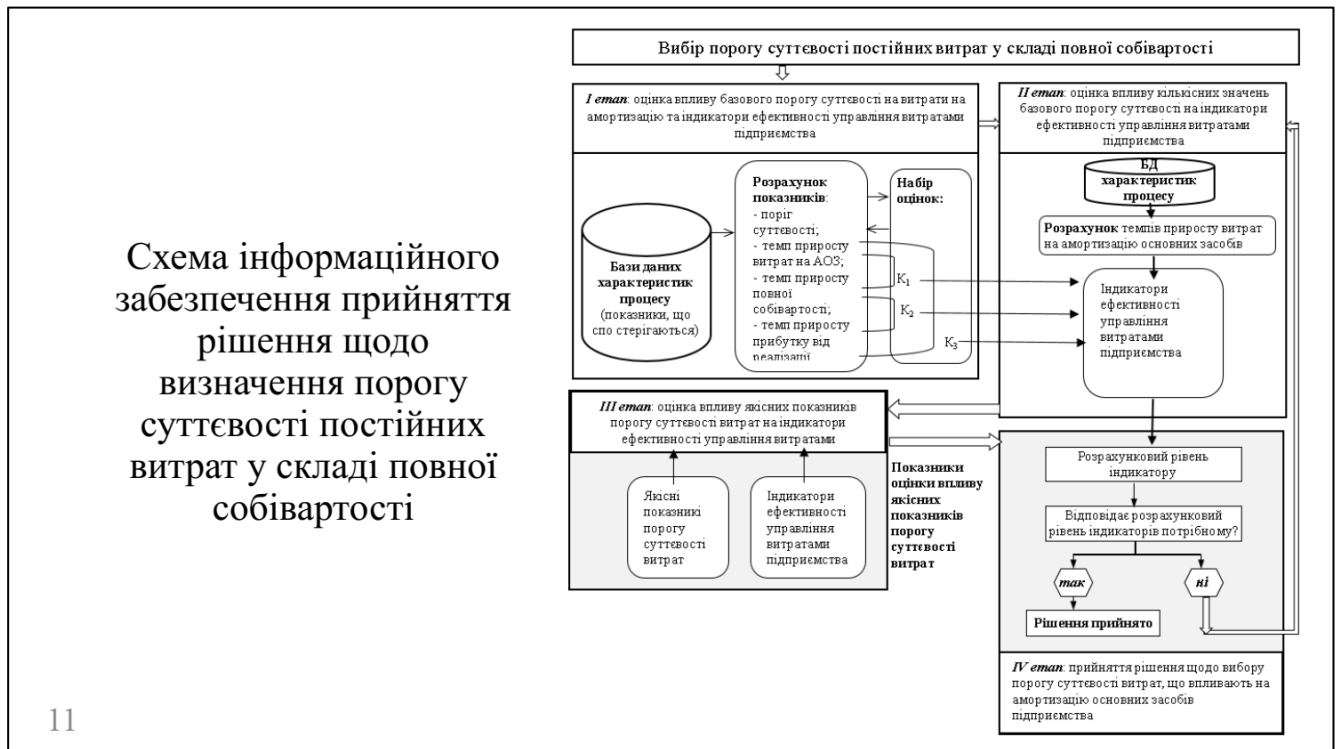 Схема інформаційного
забезпечення прийняття
рішення щодо
визначення порогу
суттєвості постійних
витрат у складі повної
собівартості
11
Вибір порогу суттєвості постійних витрат у складі повної собівартості
I етап: оцінка впливу базового порогу суттєвості на витрати на
амортизацію та індикатори ефективності управління витратами
підприємства
Бази даних
характеристик
процесу
(показники, що
спо стерігаються)
Розрахунок
показників:
- поріг
суттєвості;
- темп приросту
витрат на АОЗ;
- темп приросту
повної
собівартості;
- темп приросту
прибутку від
реалізації
Набір
оцінок:
К1
К2
К3
II етап: оцінка впливу кількісних значень
базового порогу суттєвості на індикатори
ефективності управління витратами
підприємства
БД
характеристик
процесу
Розрахунок темпів приросту витрат
на амортизацію основних засобів
Індикатори
ефективності
управління
витратами
підприємства
III етап: оцінка впливу якісних показників
порогу суттєвості витрат на індикатори
ефективності управління витратами
Якісні
показникі
порогу
суттєвості
витрат
Індикатори
ефективності
управління
витратами
підприємства
Показники
оцінки впливу
якісних
показників
порогу
суттєвості
витрат
Розрахунковий рівень
індикатору
Відповідає розрахунковий
рівень індикаторів потрібному?
так
ні
Рішення прийнято
IV етап: прийняття рішення щодо вибору
порогу суттєвості витрат, що впливають на
амортизацію основних засобів
підприємства